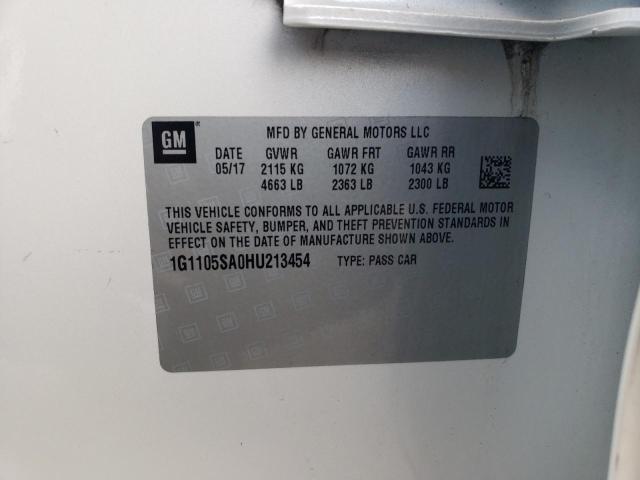 GM
MFD BY GENERAL MOTORS LLC
DATE GVWR GAWR FRT GAWR RR
05/17 2115 KG 1072 KG 1043 KG
4663 LB 2363 LB 2300 LB
THIS VEHICLE CONFORMS TO ALL APPLICABLE U.S. FEDERAL MOTOR
VEHICLE SAFETY, BUMPER, AND THEFT PREVENTION STANDARDS IN
EFFECT ON THE DATE OF MANUFACTURE SHOWN ABOVE.
1G1105SA0HU213454 TYPE: PASS CAR